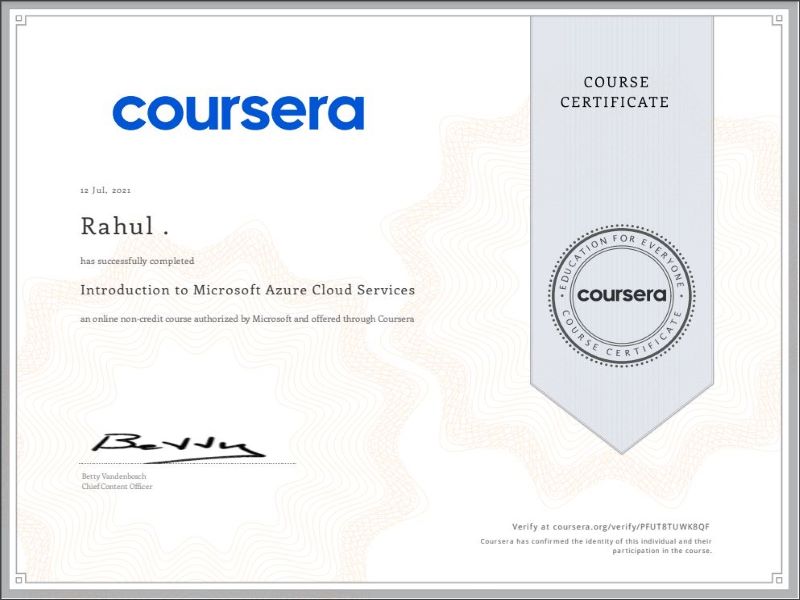 coursera
COURSE
CERTIFICATE
12 Jul, 2021
Rahul .
has successfully completed
Introduction to Microsoft Azure Cloud Services
an online non-credit course authorized by Microsoft and offered through Coursera
EDUCATION FOR EVERYONE
coursera
COURSE CERTIFICATE
Betty
Betty Vandenbosch
Chief Content Officer
Verify at coursera.org/verify/PFUT8TUWK8QF
Coursera has confirmed the identity of this individual and their
participation in the course.